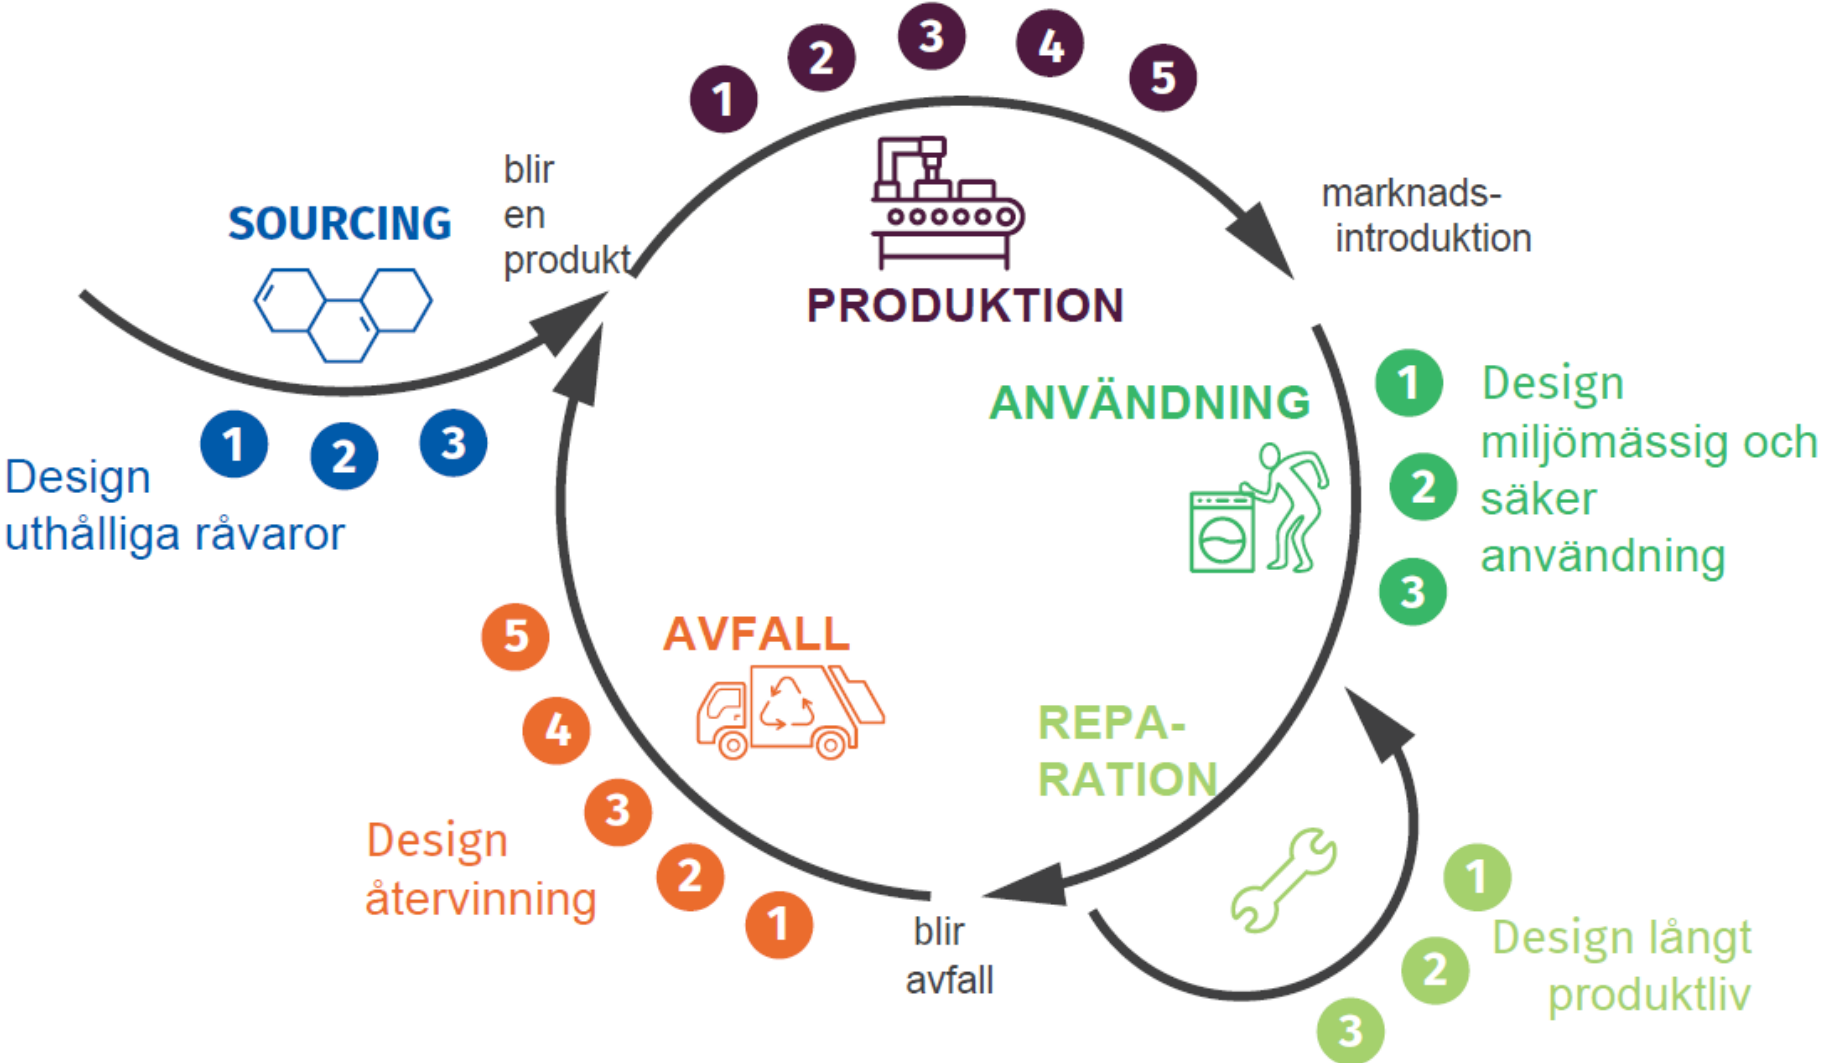 1
2
3
4
5
blir
en
produkt
SOURCING
marknads-
introduktion
PRODUKTION
1
2
3
Design
uthålliga råvaror
ANVÄNDNING
1
2
3
Design
miljömässig och
säker
användning
AVFALL
5
4
3
2
1
Design
återvinning
REPA-
RATION
1
2
3
Design långt
produktliv
blir
avfall